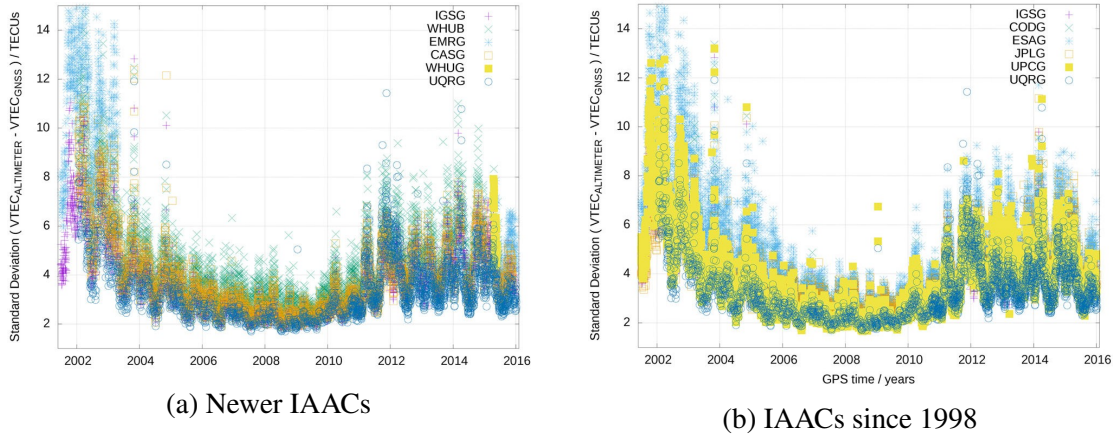 Standard Deviation ( VTEC_ALTIMETER - VTEC_GNSS ) / TECUs
14
12
10
8
6
4
2
2002 2004 2006 2008 2010 2012 2014 2016
IGSG
WHUB
EMRG
CASG
WHUG
UQRG
(a) Newer IAACs
Standard Deviation ( VTEC_ALTIMETER - VTEC_GNSS ) / TECUs
14
12
10
8
6
4
2
2002 2004 2006 2008 2010 2012 2014 2016
GPS time / years
IGSG
CODG
ESAG
JPLG
UPCG
UQRG
(b) IAACs since 1998